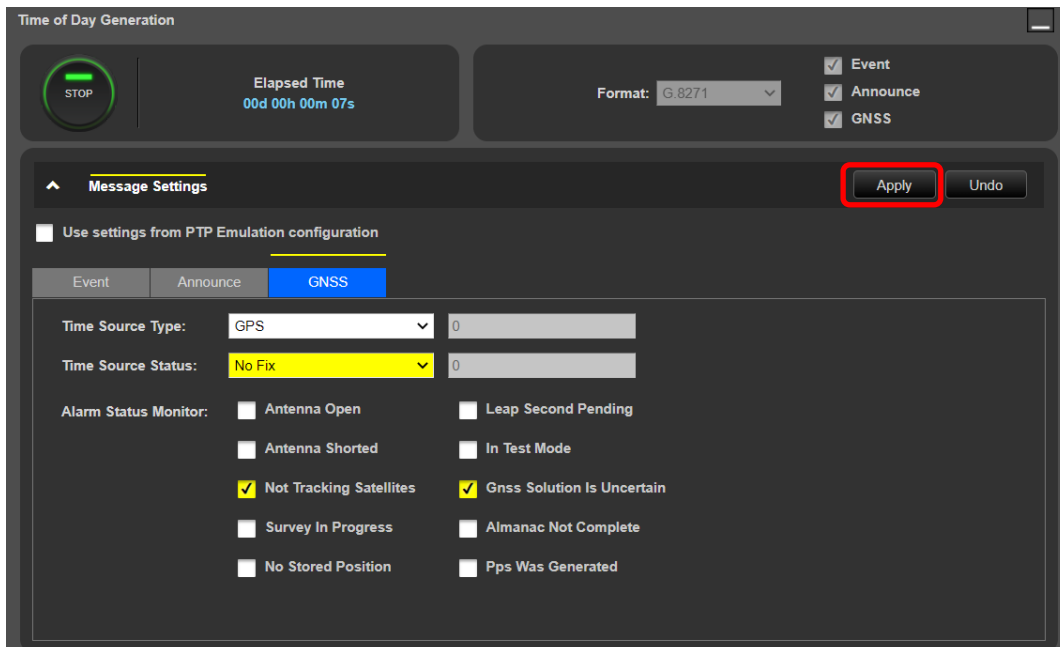 Time of Day Generation
STOP
Elapsed Time
00d 00h 00m 07s
Format: G.8271
Event
Announce
GNSS
Message Settings
Apply Undo
Use settings from PTP Emulation configuration
Event Announce GNSS
Time Source Type: GPS 0
Time Source Status: No Fix 0
Alarm Status Monitor: Antenna Open Leap Second Pending
Antenna Shorted In Test Mode
Not Tracking Satellites Gnss Solution Is Uncertain
Survey In Progress Almanac Not Complete
No Stored Position Pps Was Generated